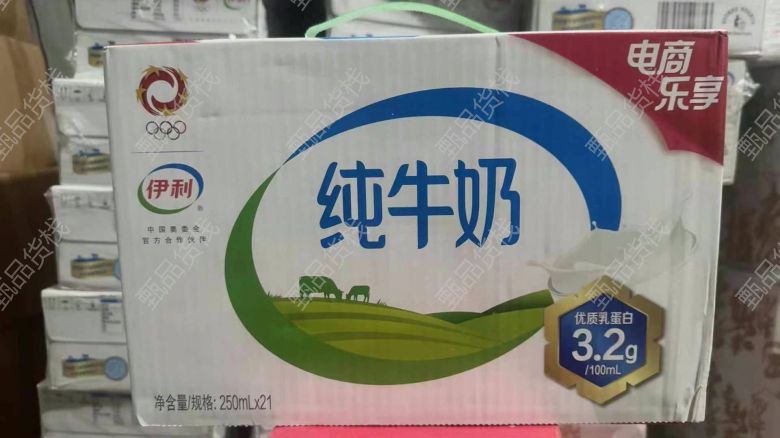 电商
乐享
伊利
中国奥委会
官方合作伙伴
纯牛奶
优质乳蛋白
3.2g
/100mL
净含量/规格: 250mLx21
甄品货栈